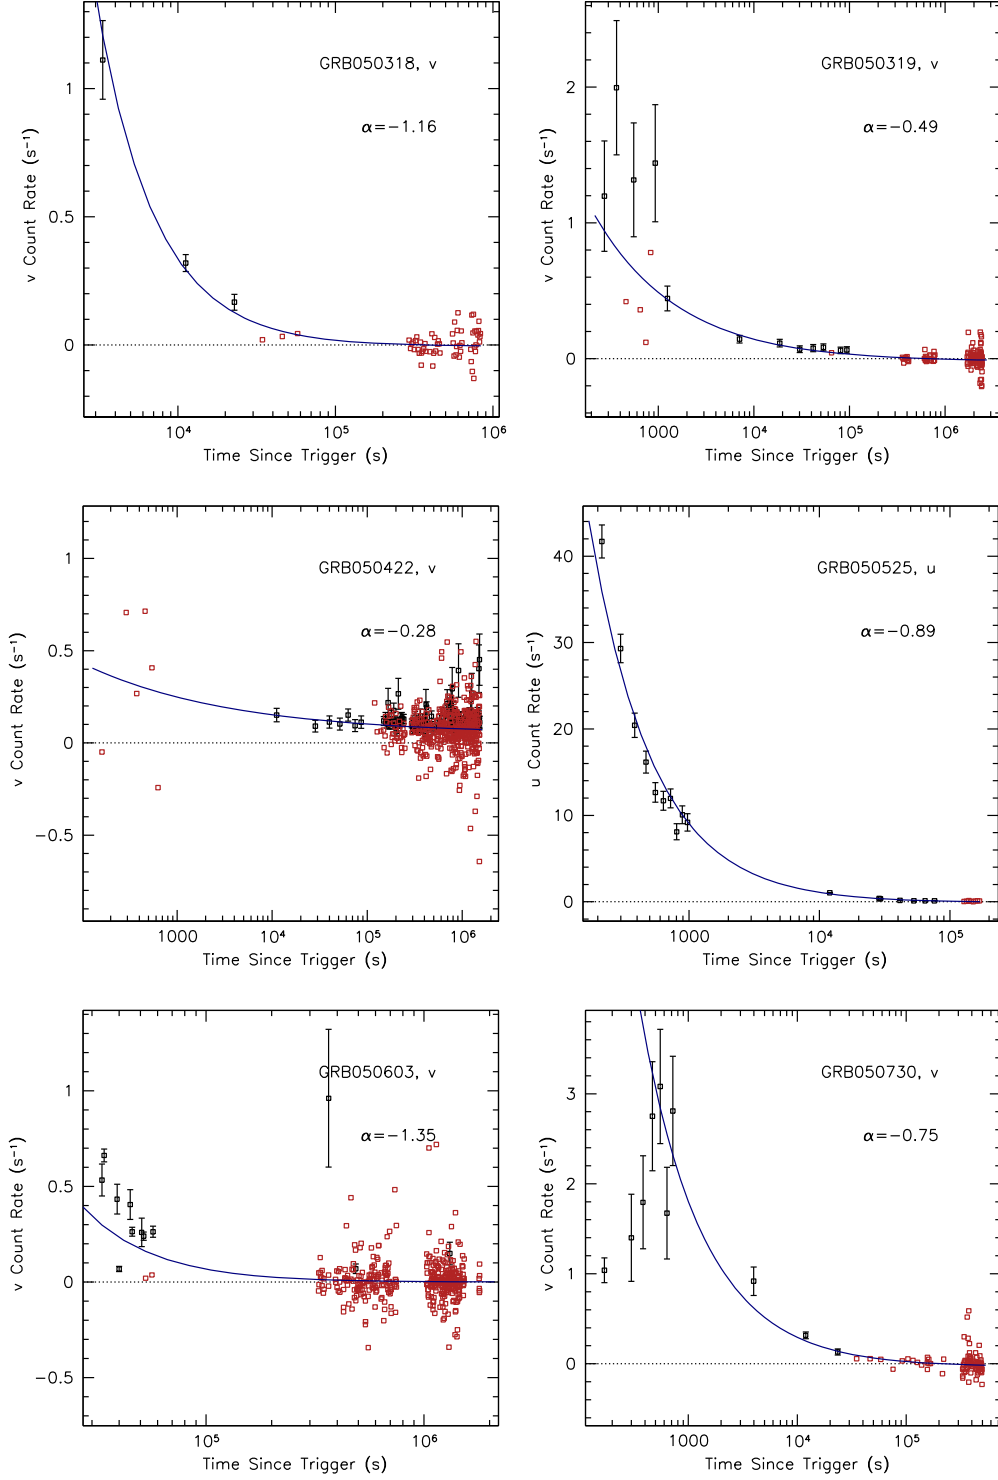 GRB050318, v
α=−1.16
1
0.5
0
v Count Rate (s⁻¹)
10⁴ 10⁵ 10⁶
Time Since Trigger (s)
GRB050319, v
α=−0.49
2
1
0
v Count Rate (s⁻¹)
1000 10⁴ 10⁵ 10⁶
Time Since Trigger (s)
GRB050422, v
α=−0.28
1
0.5
0
−0.5
v Count Rate (s⁻¹)
1000 10⁴ 10⁵ 10⁶
Time Since Trigger (s)
GRB050525, u
α=−0.89
40
30
20
10
0
u Count Rate (s⁻¹)
1000 10⁴ 10⁵
Time Since Trigger (s)
GRB050603, v
α=−1.35
1
0.5
0
−0.5
v Count Rate (s⁻¹)
10⁵ 10⁶
Time Since Trigger (s)
GRB050730, v
α=−0.75
3
2
1
0
v Count Rate (s⁻¹)
1000 10⁴ 10⁵
Time Since Trigger (s)